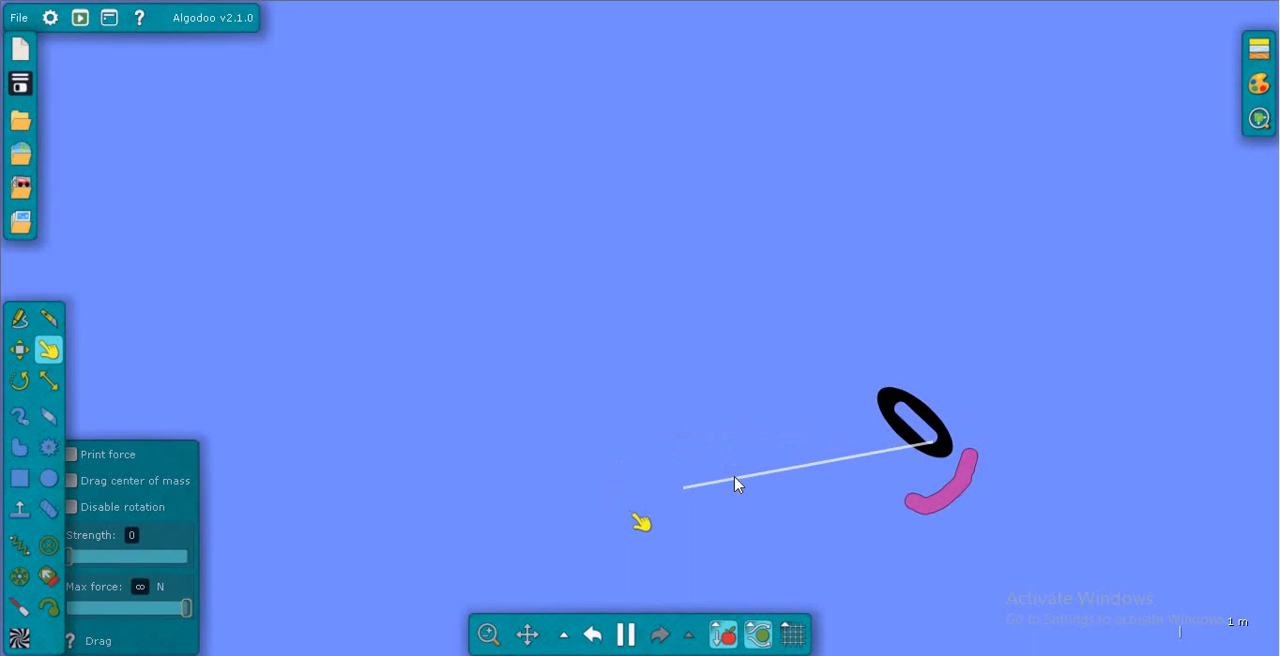 File
Algodoo v2.1.0
Print force
Drag center of mass
Disable rotation
Strength: 0
Max force: ∞ N
? Drag
Activate Windows
Go to Settings to activate Windows.
1 m